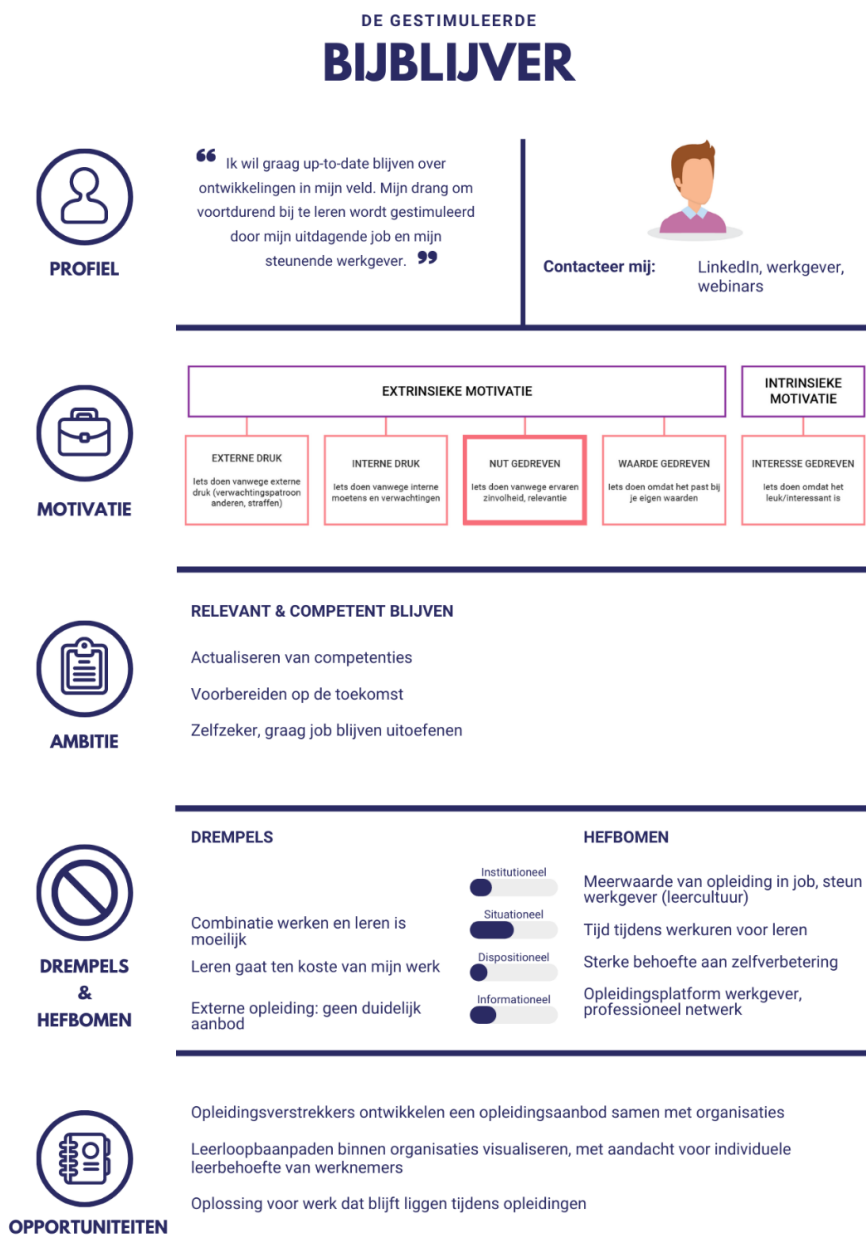 DE GESTIMULEERDE
BIJBLIJVER
PROFIEL
“ Ik wil graag up-to-date blijven over
ontwikkelingen in mijn veld. Mijn drang om
voortdurend bij te leren wordt gestimuleerd
door mijn uitdagende job en mijn
steunende werkgever. ”
Contacteer mij:
LinkedIn, werkgever,
webinars
MOTIVATIE
EXTRINSIEKE MOTIVATIE
INTRINSIEKE
MOTIVATIE
EXTERNE DRUK
Iets doen vanwege externe
druk (verwachtingspatroon
anderen, straffen)
INTERNE DRUK
Iets doen vanwege interne
moetens en verwachtingen
NUT GEDREVEN
Iets doen vanwege ervaren
zinvolheid, relevantie
WAARDE GEDREVEN
Iets doen omdat het past bij
je eigen waarden
INTERESSE GEDREVEN
Iets doen omdat het
leuk/interessant is
AMBITIE
RELEVANT & COMPETENT BLIJVEN
Actualiseren van competenties
Voorbereiden op de toekomst
Zelfzeker, graag job blijven uitoefenen
DREMPELS
&
HEFBOMEN
DREMPELS
Combinatie werken en leren is
moeilijk
Leren gaat ten koste van mijn werk
Externe opleiding: geen duidelijk
aanbod
Institutioneel
Situationeel
Dispositioneel
Informationeel
HEFBOMEN
Meerwaarde van opleiding in job, steun
werkgever (leercultuur)
Tijd tijdens werkuren voor leren
Sterke behoefte aan zelfverbetering
Opleidingsplatform werkgever,
professioneel netwerk
OPPORTUNITEITEN
Opleidingsverstrekkers ontwikkelen een opleidingsaanbod samen met organisaties
Leerloopbaanpaden binnen organisaties visualiseren, met aandacht voor individuele
leerbehoefte van werknemers
Oplossing voor werk dat blijft liggen tijdens opleidingen